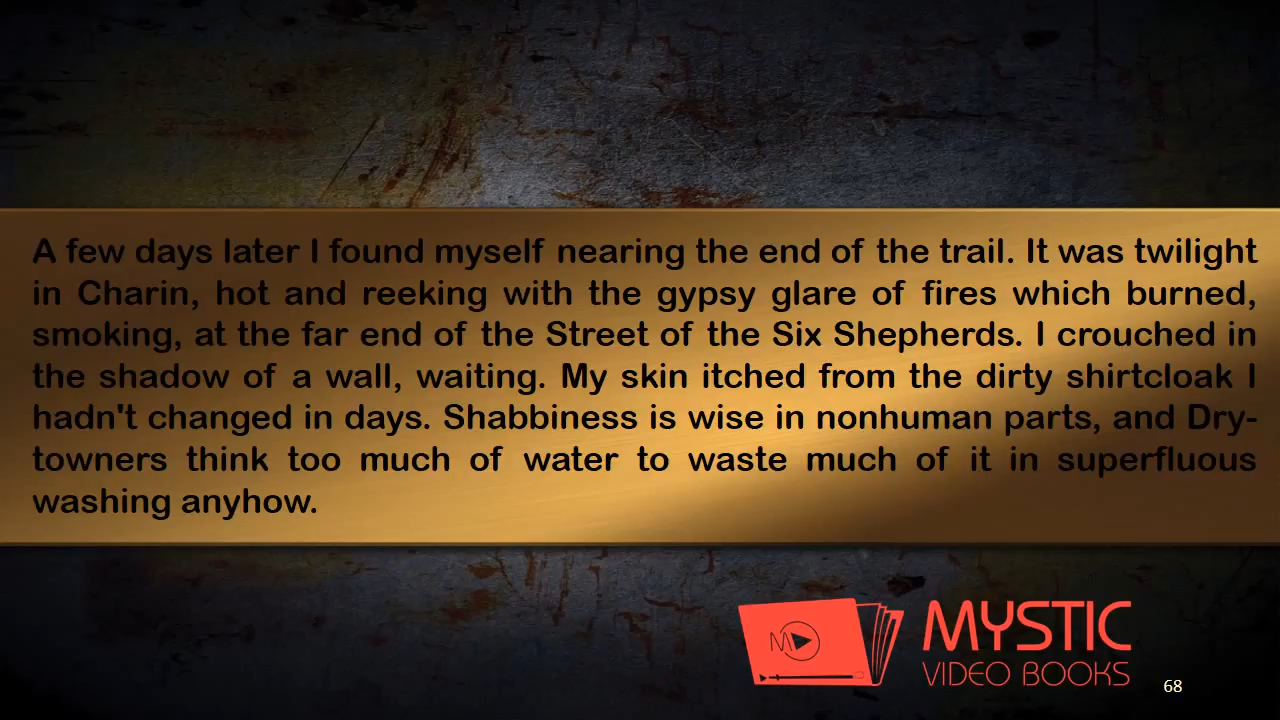 A few days later I found myself nearing the end of the trail. It was twilight
in Charin, hot and reeking with the gypsy glare of fires which burned,
smoking, at the far end of the Street of the Six Shepherds. I crouched in
the shadow of a wall, waiting. My skin itched from the dirty shirtcloak I
hadn't changed in days. Shabbiness is wise in nonhuman parts, and Dry-
towners think too much of water to waste much of it in superfluous
washing anyhow.
M
MYSTIC
VIDEO BOOKS
68